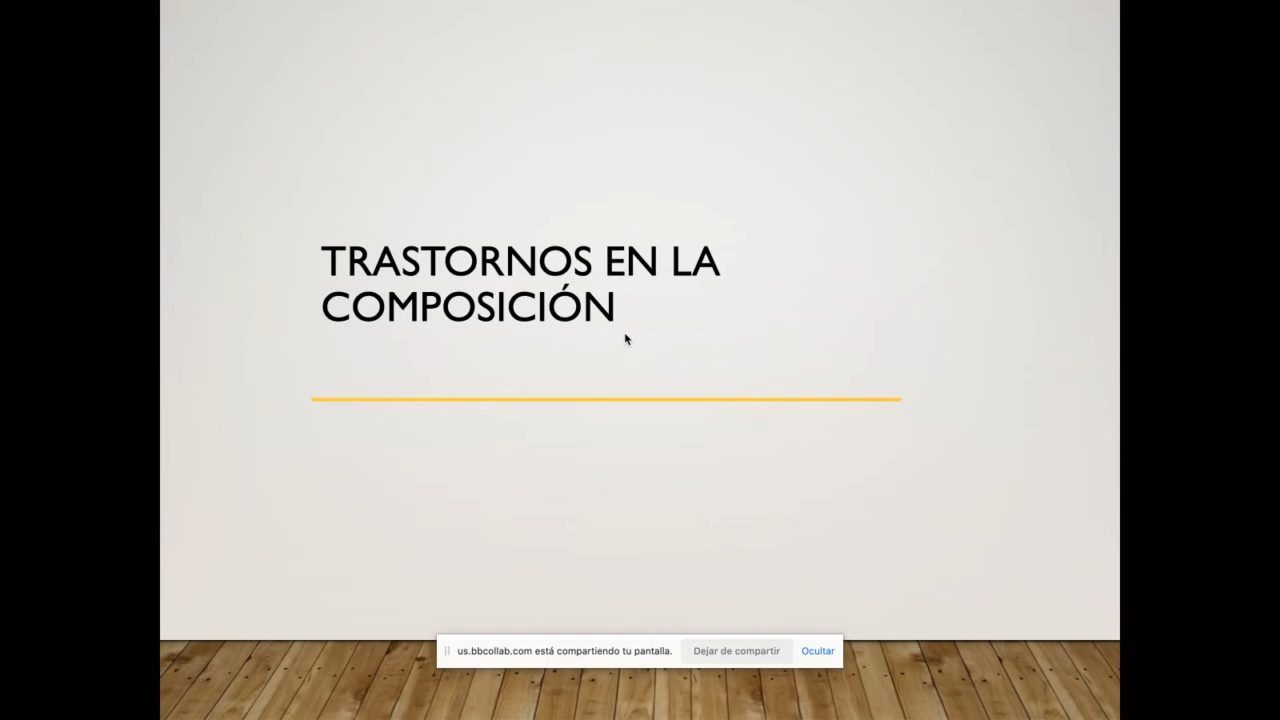 TRASTORNOS EN LA
COMPOSICIÓN
us.bbcollab.com está compartiendo tu pantalla. Dejar de compartir Ocultar